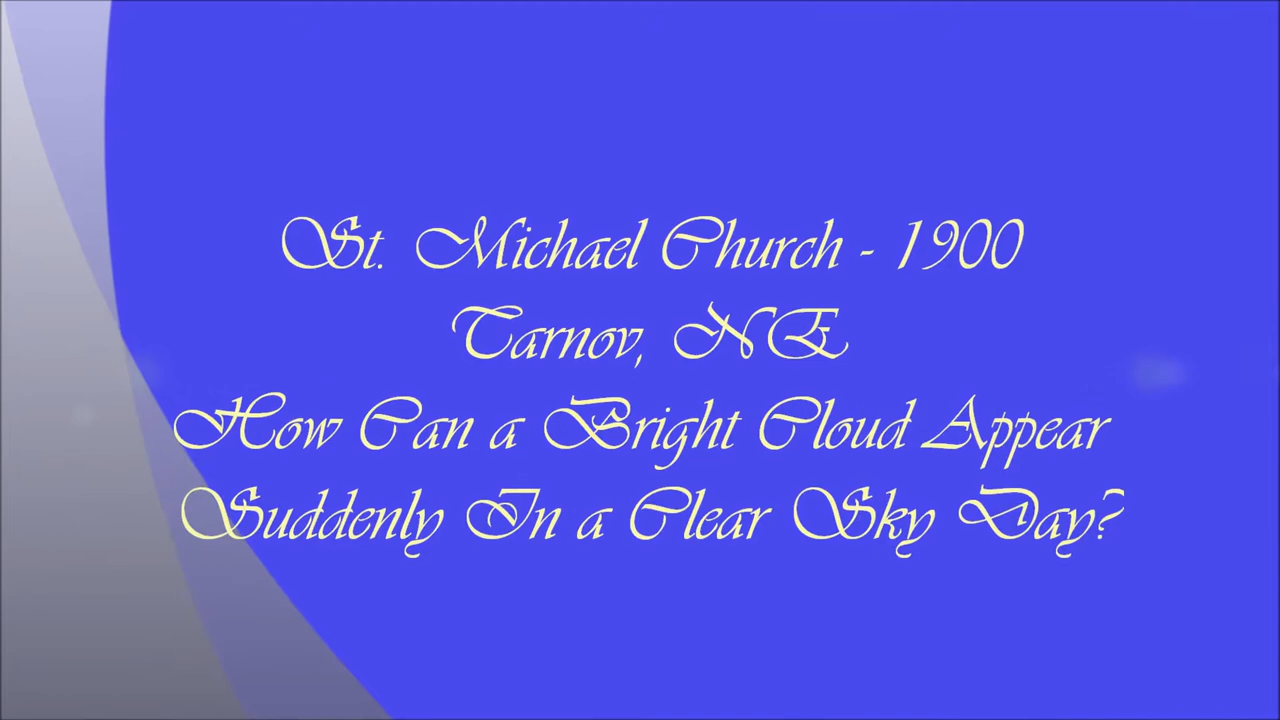 St. Michael Church - 1900
Tarnov, NE
How Can a Bright Cloud Appear
Suddenly In a Clear Sky Day?